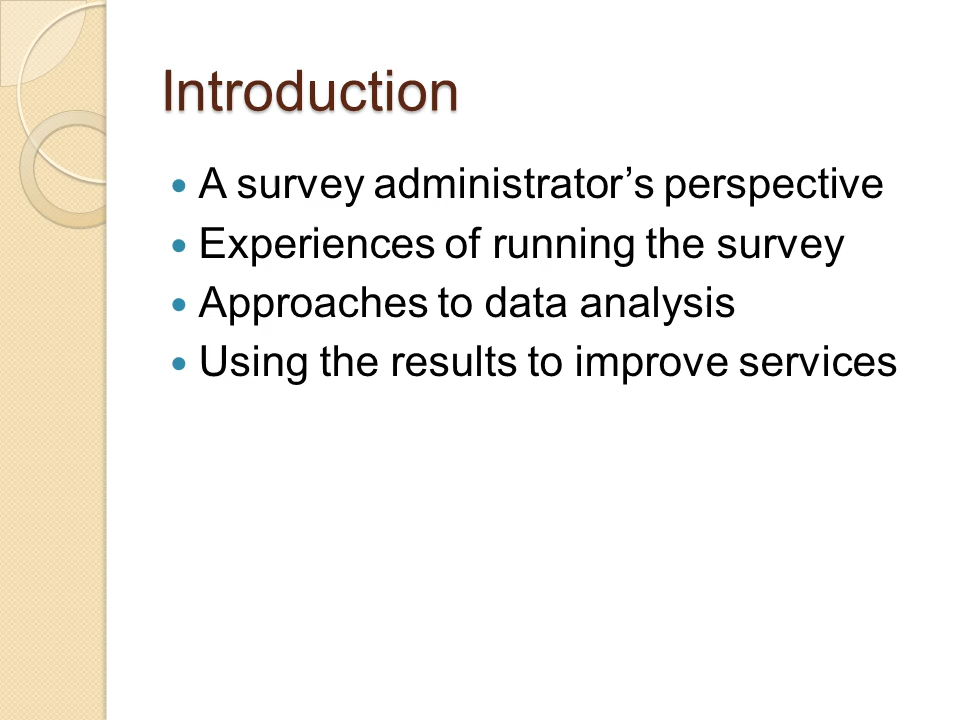 Introduction
A survey administrator’s perspective
Experiences of running the survey
Approaches to data analysis
Using the results to improve services